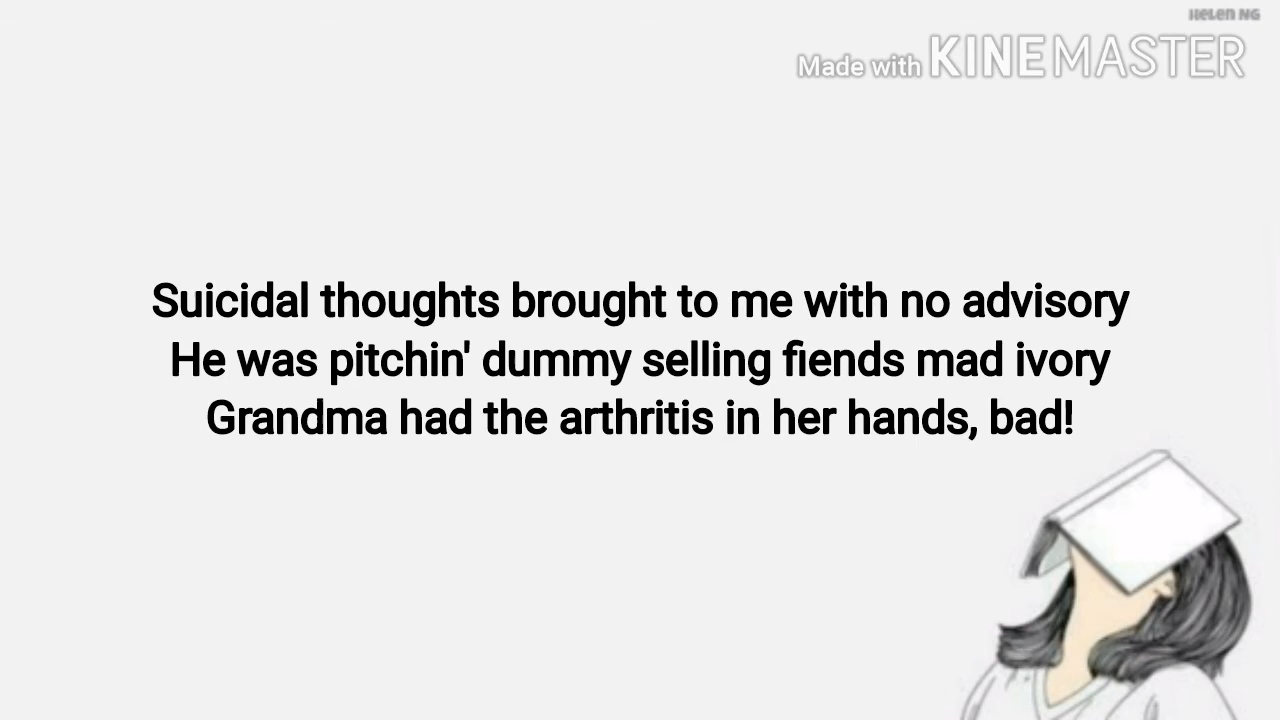 HELEN NG
Made with KINEMASTER
Suicidal thoughts brought to me with no advisory
He was pitchin' dummy selling fiends mad ivory
Grandma had the arthritis in her hands, bad!